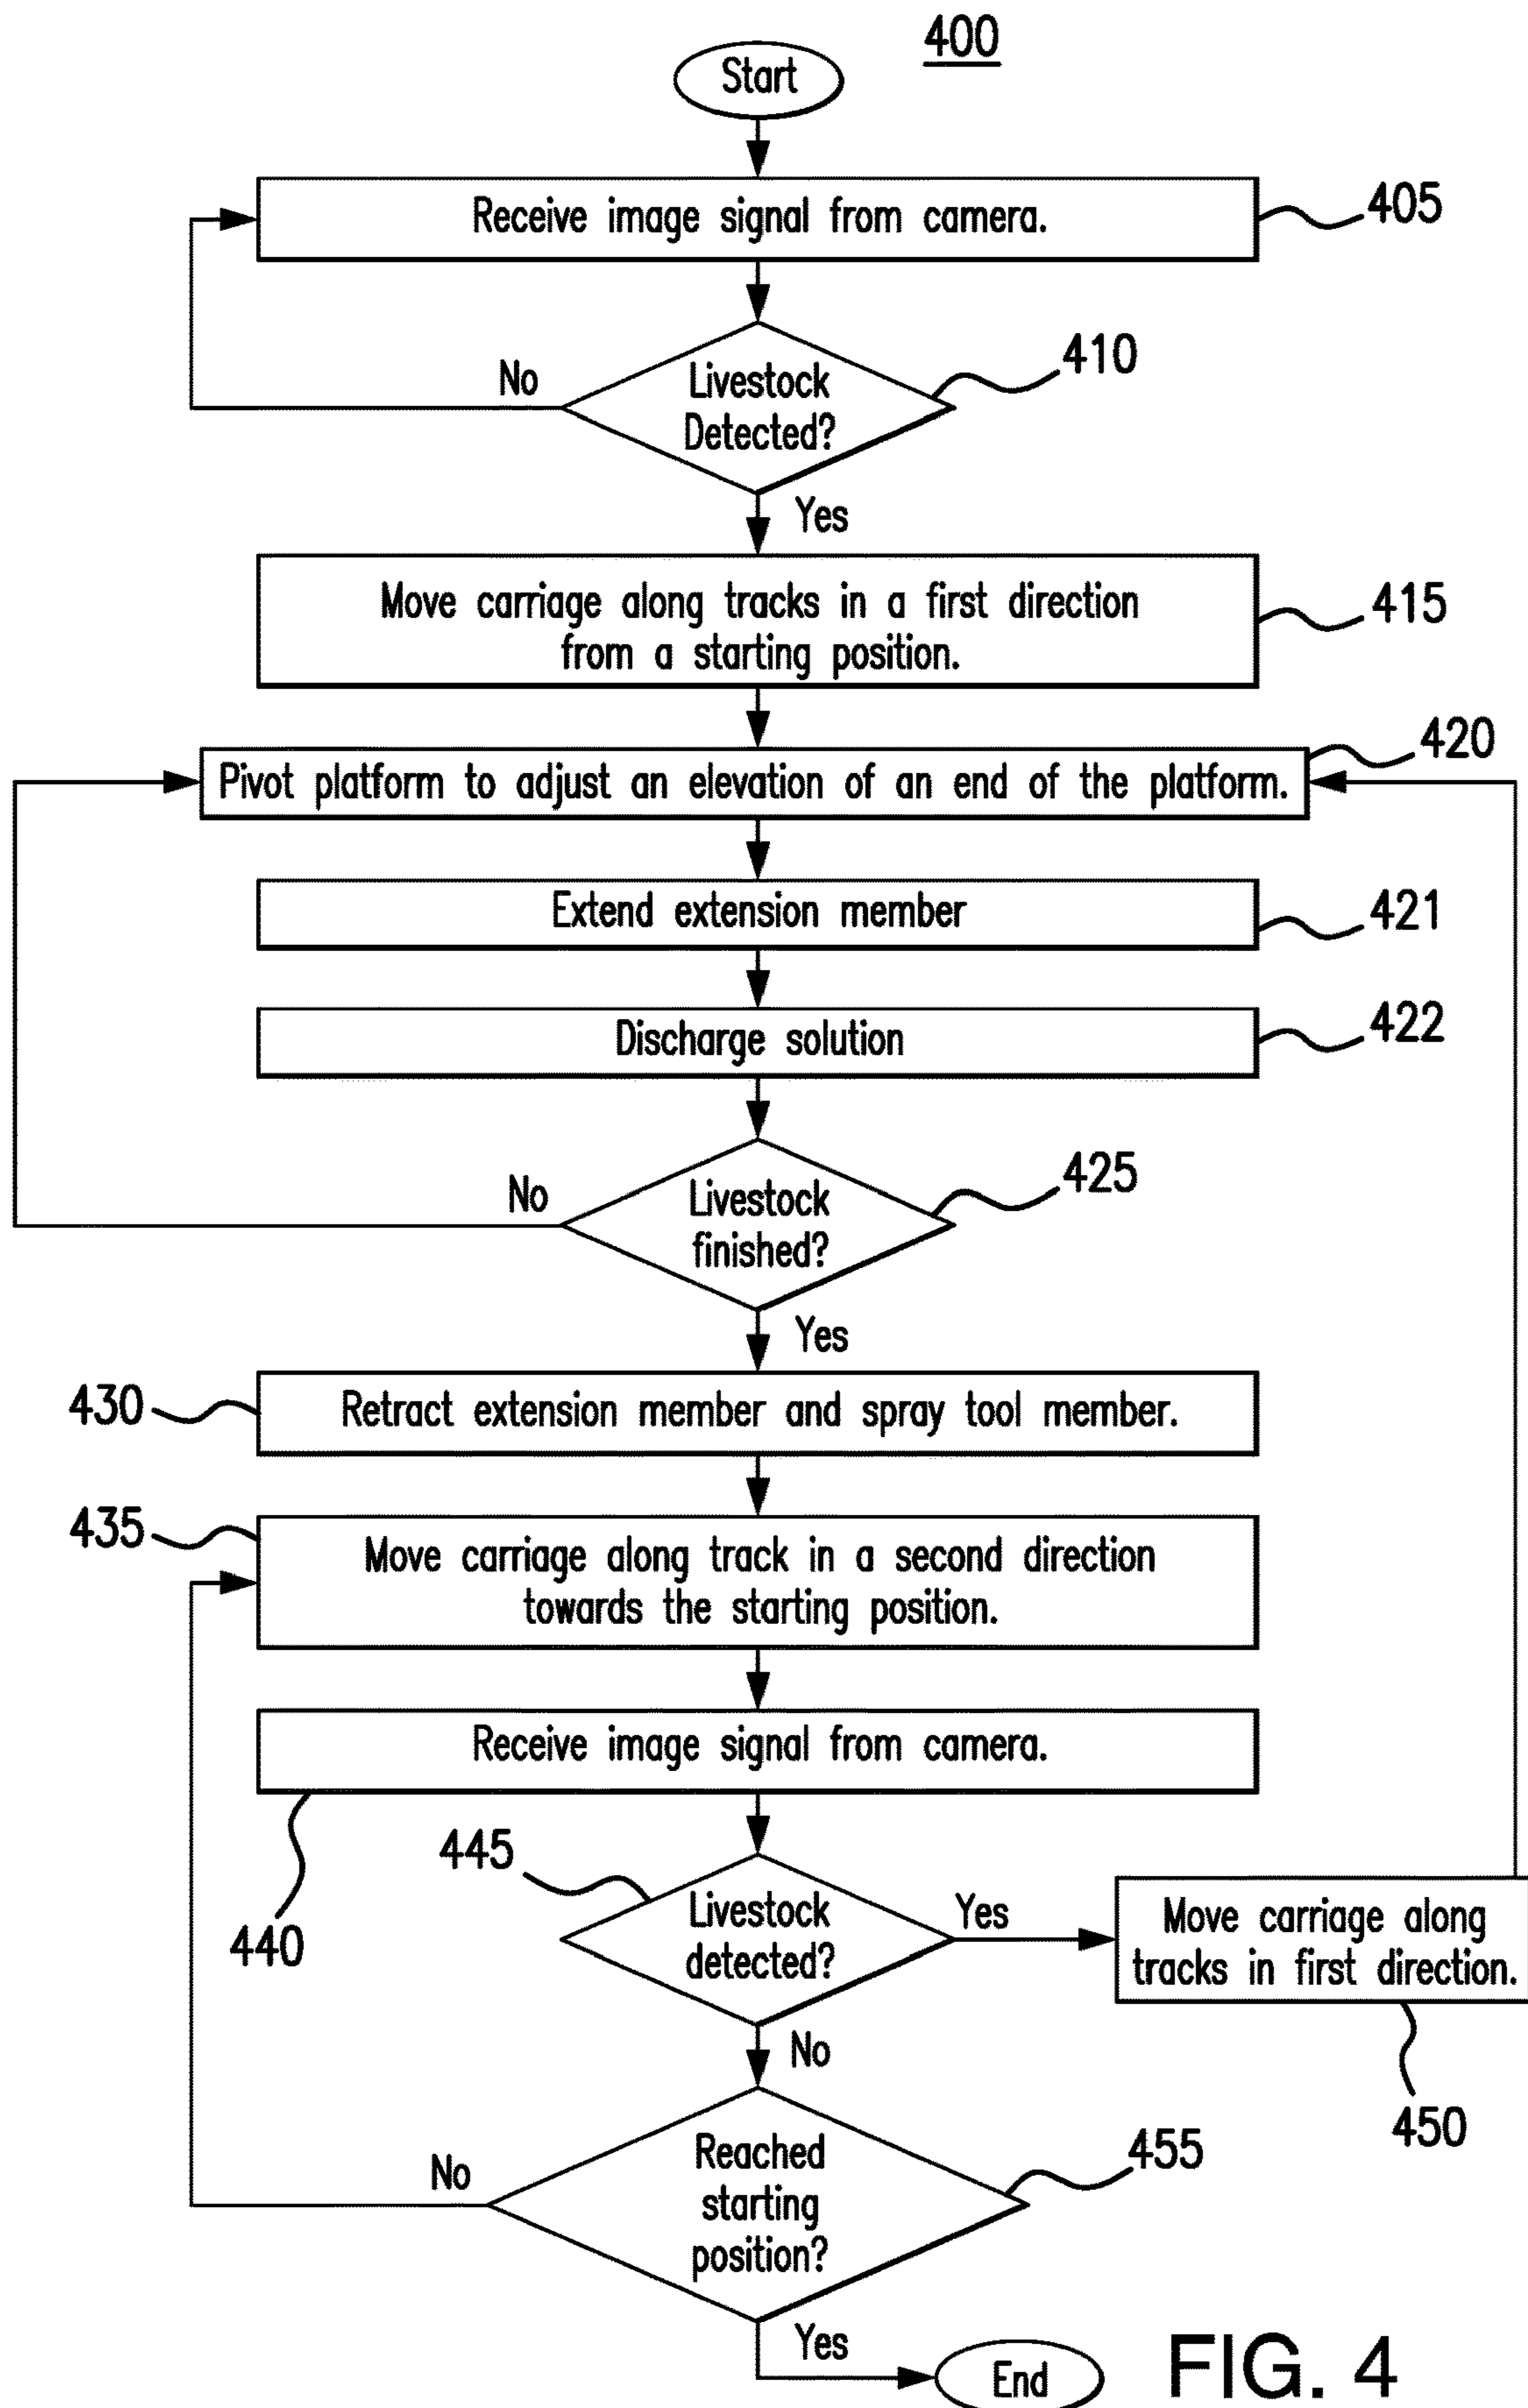 400
Start
Receive image signal from camera.
405
Livestock
Detected?
410
No
Yes
Move carriage along tracks in a first direction
from a starting position.
415
Pivot platform to adjust an elevation of an end of the platform.
420
Extend extension member
421
Discharge solution
422
Livestock
finished?
425
No
Yes
430
Retract extension member and spray tool member.
435
Move carriage along track in a second direction
towards the starting position.
Receive image signal from camera.
440
445
Livestock
detected?
Yes
Move carriage along
tracks in first direction.
450
No
Reached
starting
position?
455
No
Yes
End
FIG. 4